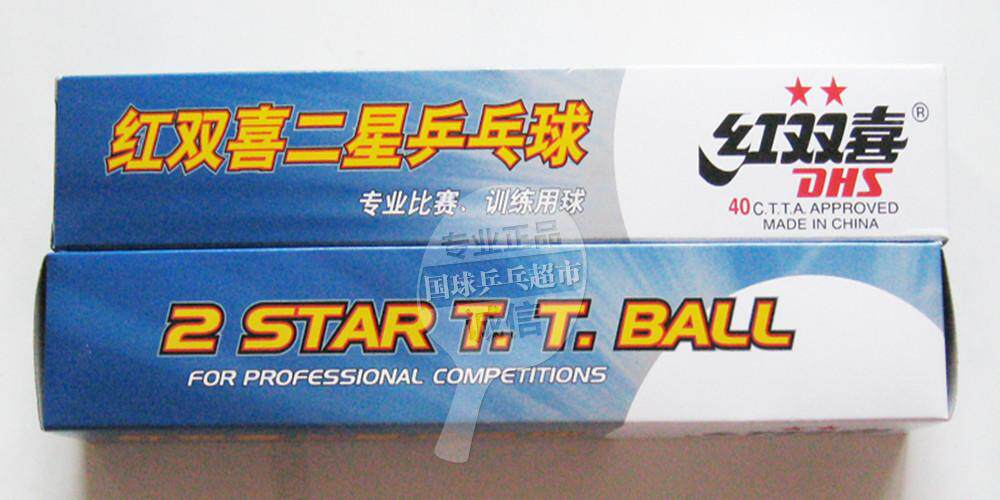 红双喜二星乒乓球
专业比赛、训练用球
★★
红双喜®
DHS
40 C.T.T.A. APPROVED
MADE IN CHINA
专业正品
国球乒乓超市
诚信
2 STAR T. T. BALL
FOR PROFESSIONAL COMPETITIONS